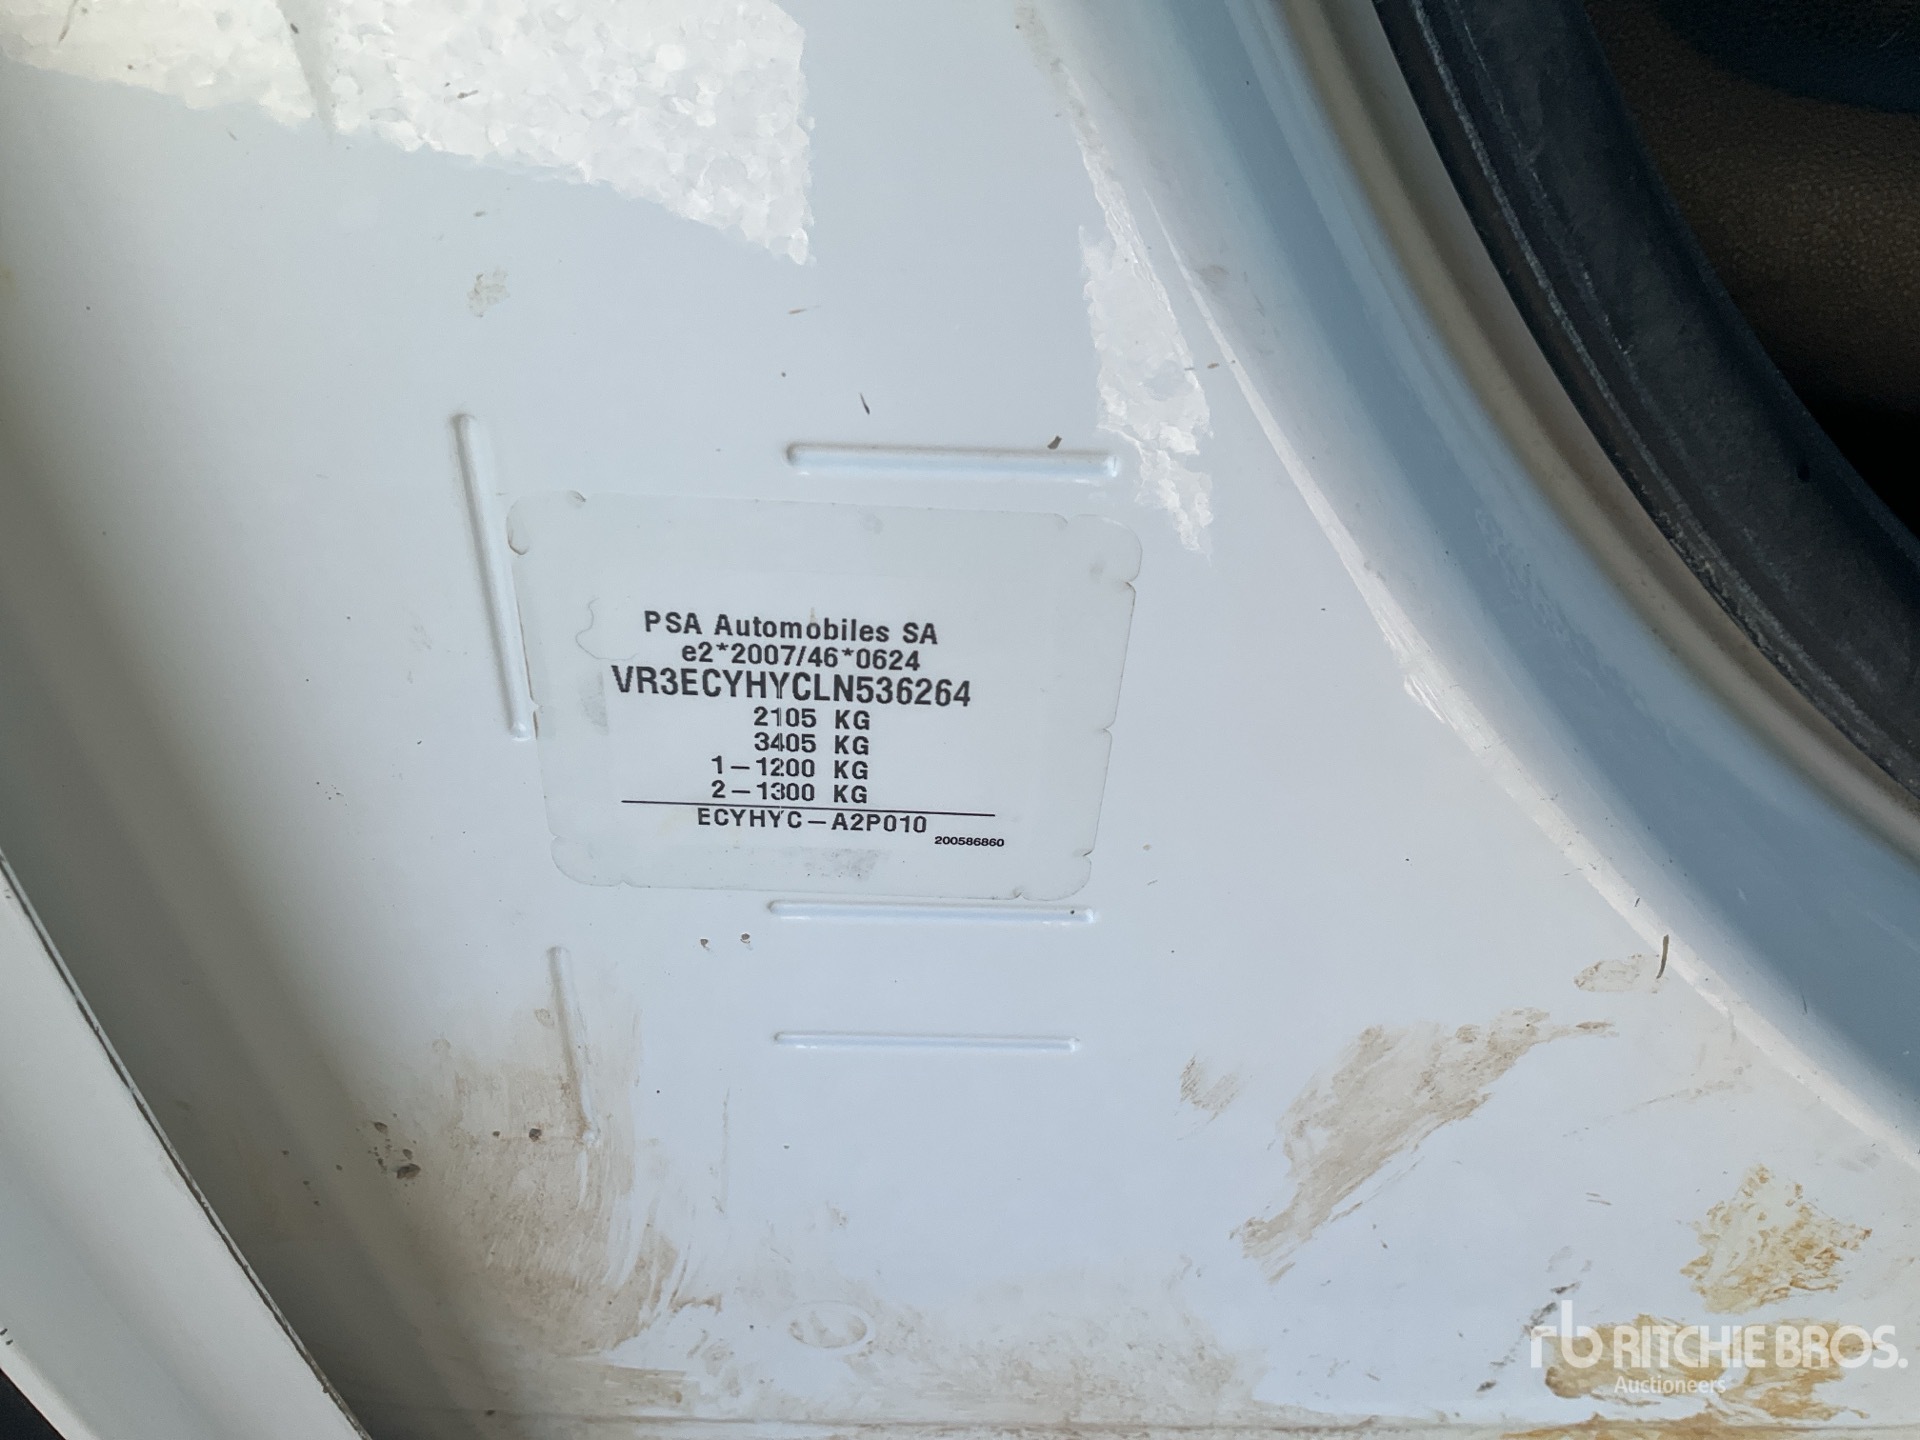 PSA Automobiles SA
e2*2007/46*0624
VR3ECYHYCLN536264
2105 KG
3405 KG
1-1200 KG
2-1300 KG
ECYHYC-A2P010
200586860
rb RITCHIE BROS.
Auctioneers